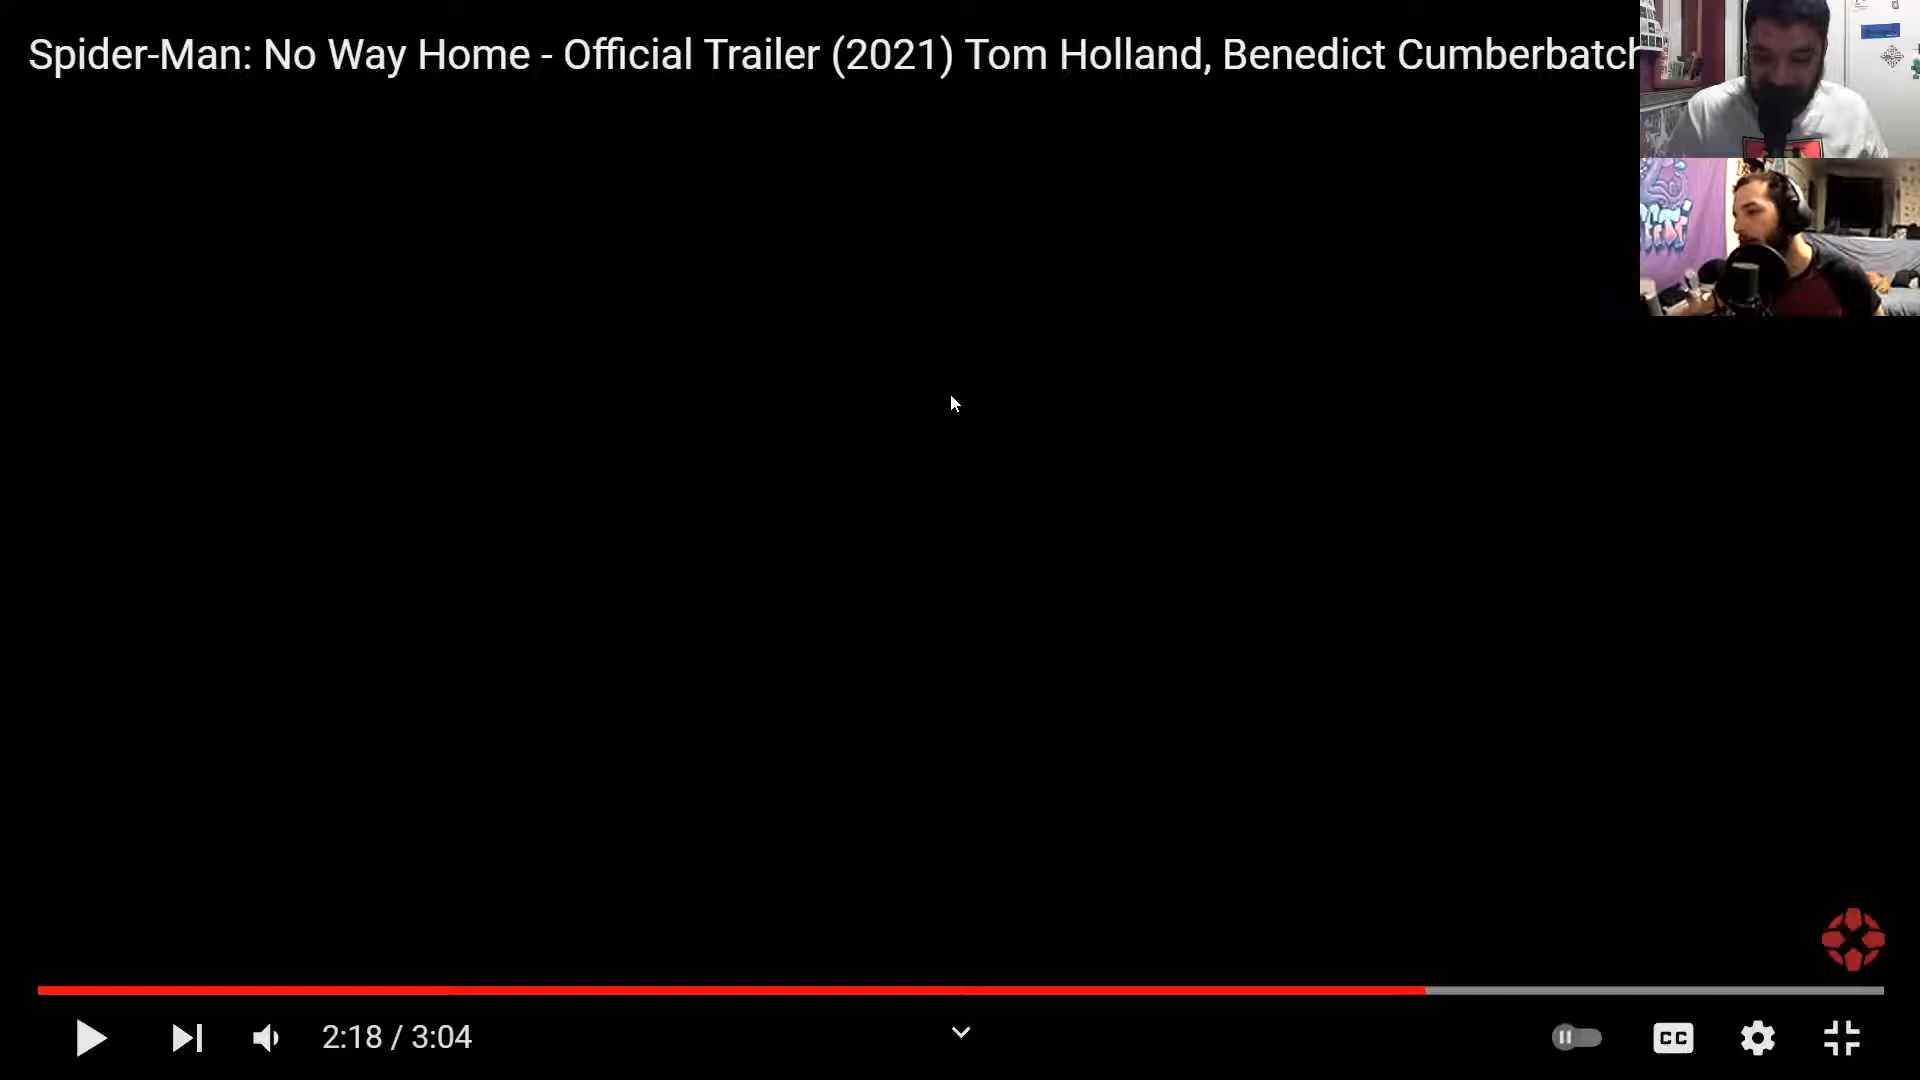 Spider-Man: No Way Home - Official Trailer (2021) Tom Holland, Benedict Cumberbatch
2:18 / 3:04
CC